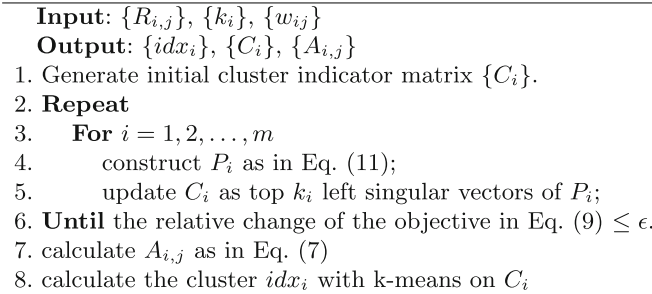 Input: {R_{i,j}}, {k_i}, {w_{ij}}
Output: {idx_i}, {C_i}, {A_{i,j}}
1. Generate initial cluster indicator matrix {C_i}.
2. Repeat
3. For i = 1, 2, . . . , m
4. construct P_i as in Eq. (11);
5. update C_i as top k_i left singular vectors of P_i;
6. Until the relative change of the objective in Eq. (9) ≤ ϵ.
7. calculate A_{i,j} as in Eq. (7)
8. calculate the cluster idx_i with k-means on C_i